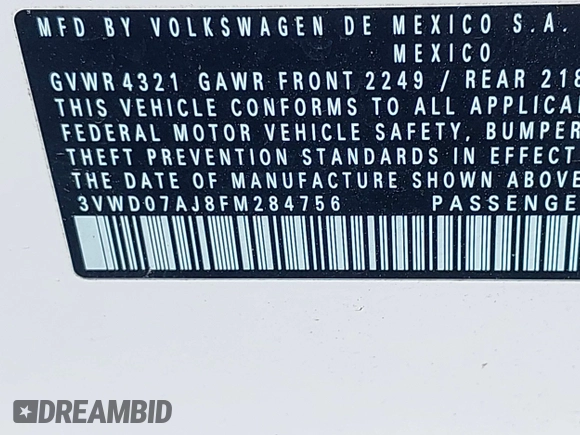 MFD BY VOLKSWAGEN DE MEXICO S.A.
MEXICO
GVWR 4321 GAWR FRONT 2249 / REAR 218
THIS VEHICLE CONFORMS TO ALL APPLICA
FEDERAL MOTOR VEHICLE SAFETY, BUMPER
THEFT PREVENTION STANDARDS IN EFFECT
THE DATE OF MANUFACTURE SHOWN ABOVE
3VWD07AJ8FM284756 PASSENGE
DREAMBID